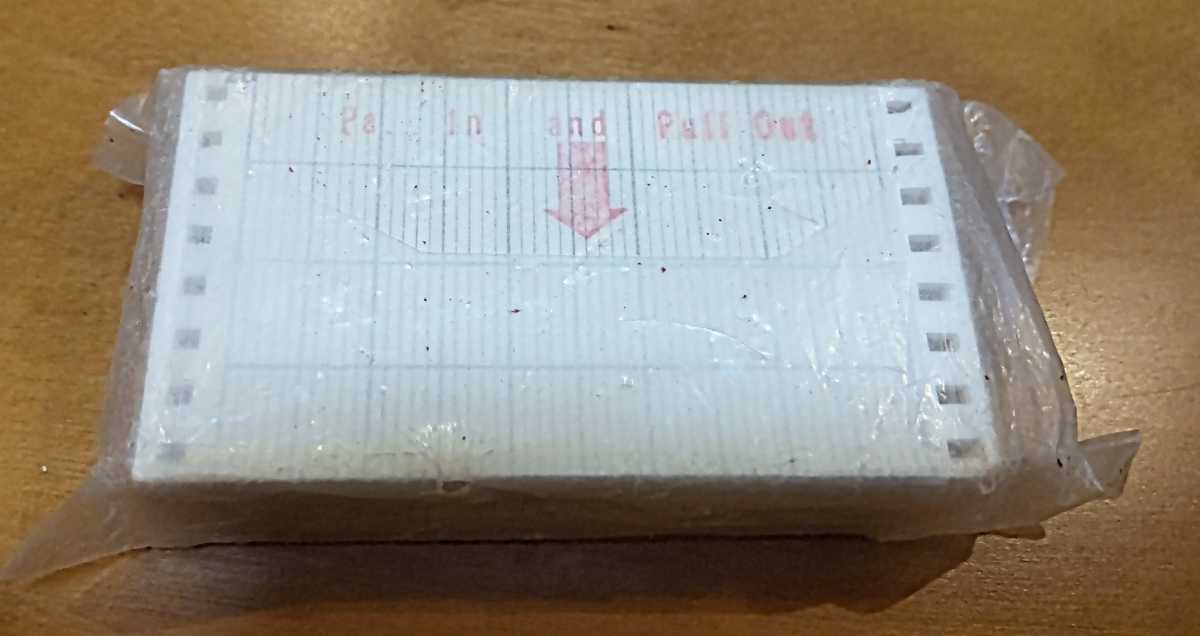 In and Pull Out